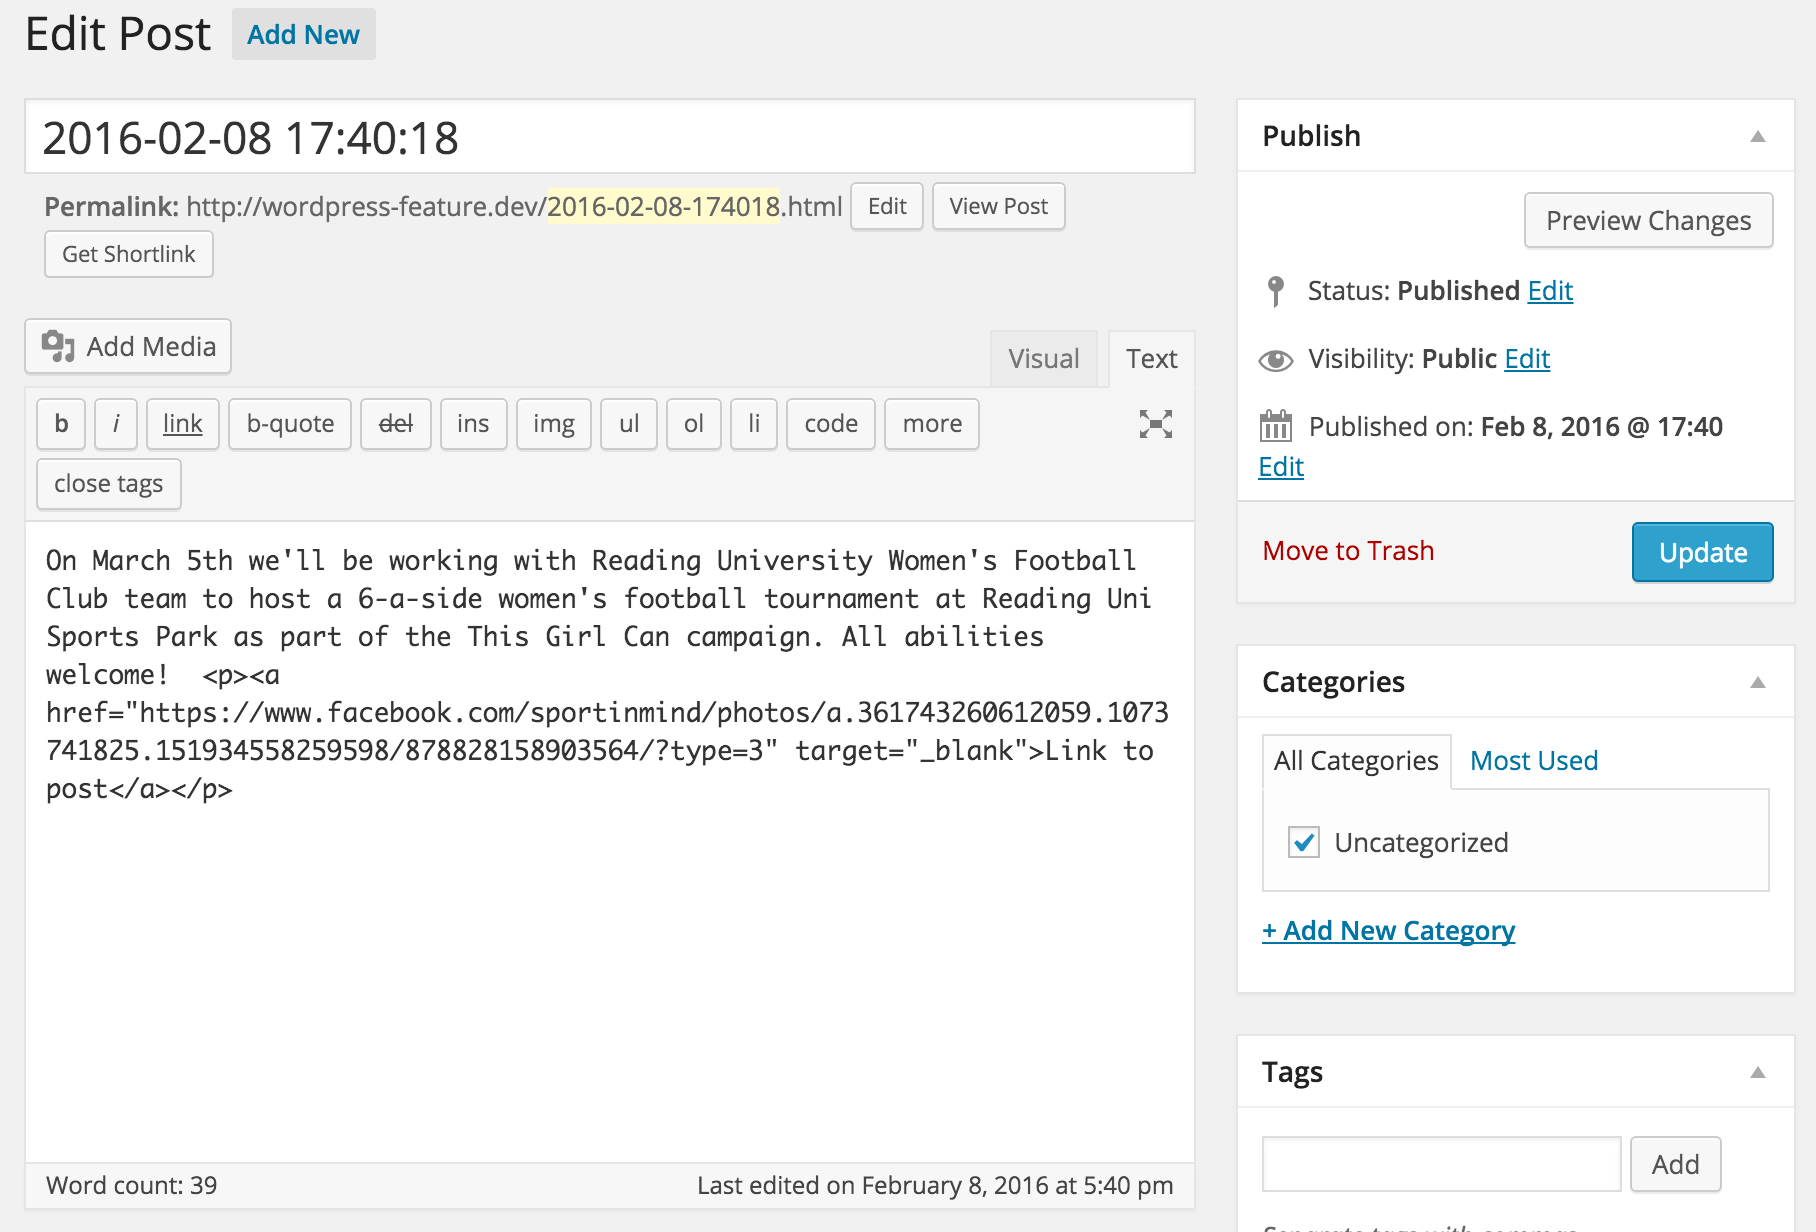 Edit Post Add New
2016-02-08 17:40:18
Permalink: http://wordpress-feature.dev/2016-02-08-174018.html Edit View Post
Get Shortlink
Add Media
Visual Text
b i link b-quote del ins img ul ol li code more
close tags
On March 5th we'll be working with Reading University Women's Football
Club team to host a 6-a-side women's football tournament at Reading Uni
Sports Park as part of the This Girl Can campaign. All abilities
welcome!  <p><a
href="https://www.facebook.com/sportinmind/photos/a.361743260612059.1073
741825.151934558259598/878828158903564/?type=3" target="_blank">Link to
post</a></p>
Word count: 39
Last edited on February 8, 2016 at 5:40 pm
Publish
Preview Changes
Status: Published Edit
Visibility: Public Edit
Published on: Feb 8, 2016 @ 17:40
Edit
Move to Trash
Update
Categories
All Categories Most Used
Uncategorized
+ Add New Category
Tags
Add
Separate tags with commas